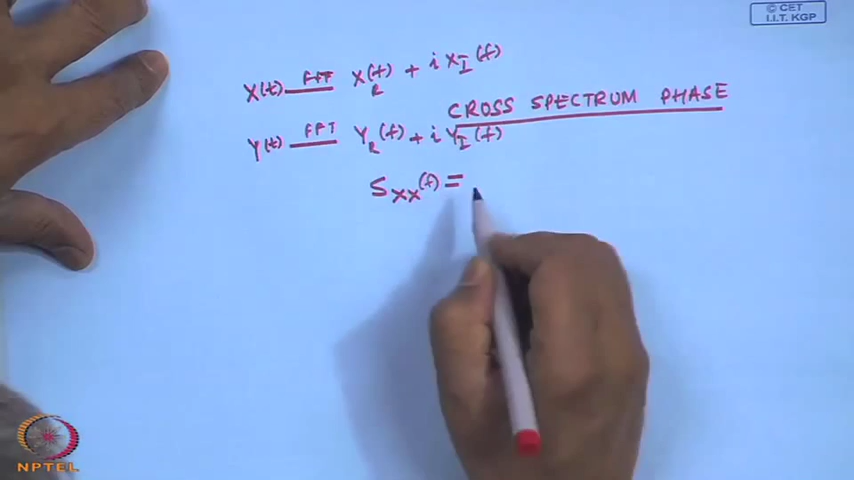 © CET
I.I.T. KGP
X(t) FFT X_R(f) + i X_I(f)
CROSS SPECTRUM PHASE
Y(t) FFT Y_R(f) + i Y_I(f)
S_XX(f) =
NPTEL